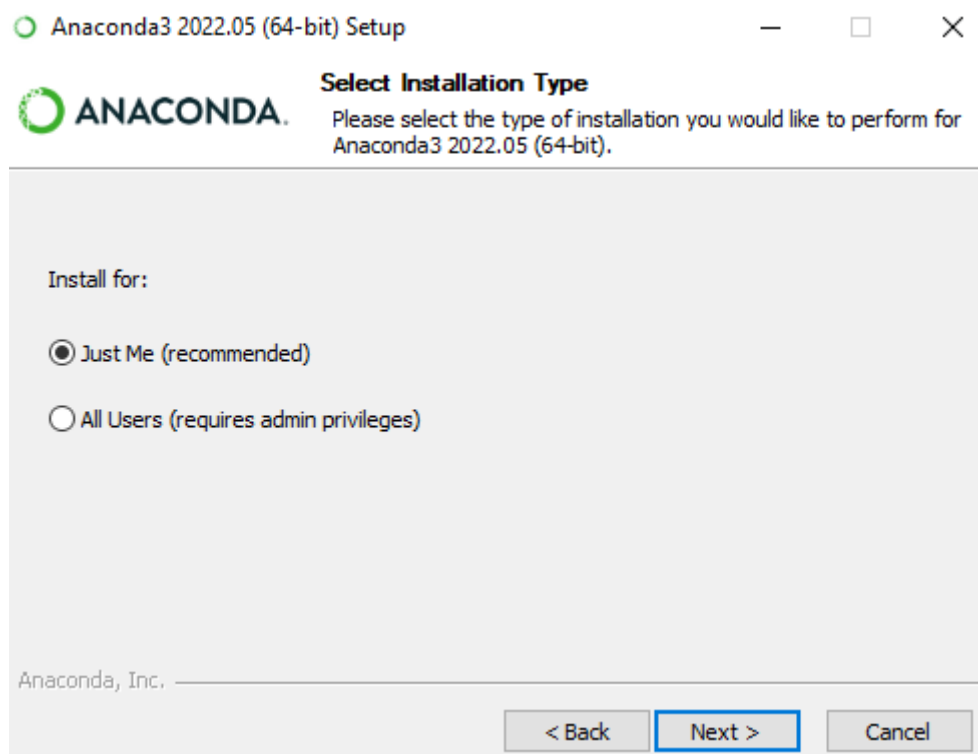 Anaconda3 2022.05 (64-bit) Setup
ANACONDA.
Select Installation Type
Please select the type of installation you would like to perform for
Anaconda3 2022.05 (64-bit).
Install for:
Just Me (recommended)
All Users (requires admin privileges)
Anaconda, Inc.
< Back
Next >
Cancel